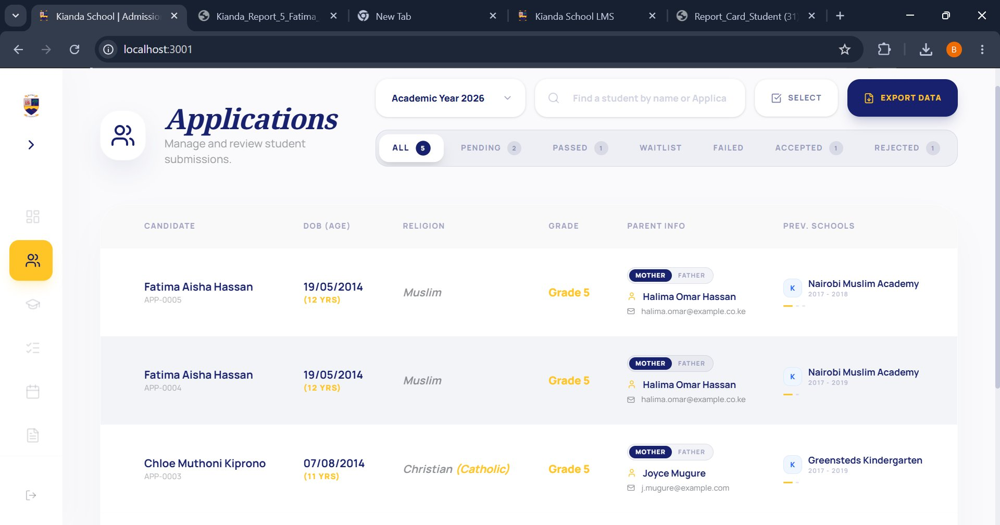 Kianda School | Admissio
Kianda_Report_5_Fatima_
New Tab
Kianda School LMS
Report_Card_Student (31)
localhost:3001
B
Applications
Manage and review student
submissions.
Academic Year 2026
Find a student by name or Applica
SELECT
EXPORT DATA
ALL 5
PENDING 2
PASSED 1
WAITLIST
FAILED
ACCEPTED 1
REJECTED 1
CANDIDATE
DOB (AGE)
RELIGION
GRADE
PARENT INFO
PREV. SCHOOLS
Fatima Aisha Hassan
APP-0005
19/05/2014
(12 YRS)
Muslim
Grade 5
MOTHER FATHER
Halima Omar Hassan
halima.omar@example.co.ke
K
Nairobi Muslim Academy
2017 - 2018
Fatima Aisha Hassan
APP-0004
19/05/2014
(12 YRS)
Muslim
Grade 5
MOTHER FATHER
Halima Omar Hassan
halima.omar@example.co.ke
K
Nairobi Muslim Academy
2017 - 2019
Chloe Muthoni Kiprono
APP-0003
07/08/2014
(11 YRS)
Christian (Catholic)
Grade 5
MOTHER FATHER
Joyce Mugure
j.mugure@example.com
K
Greensteds Kindergarten
2017 - 2019